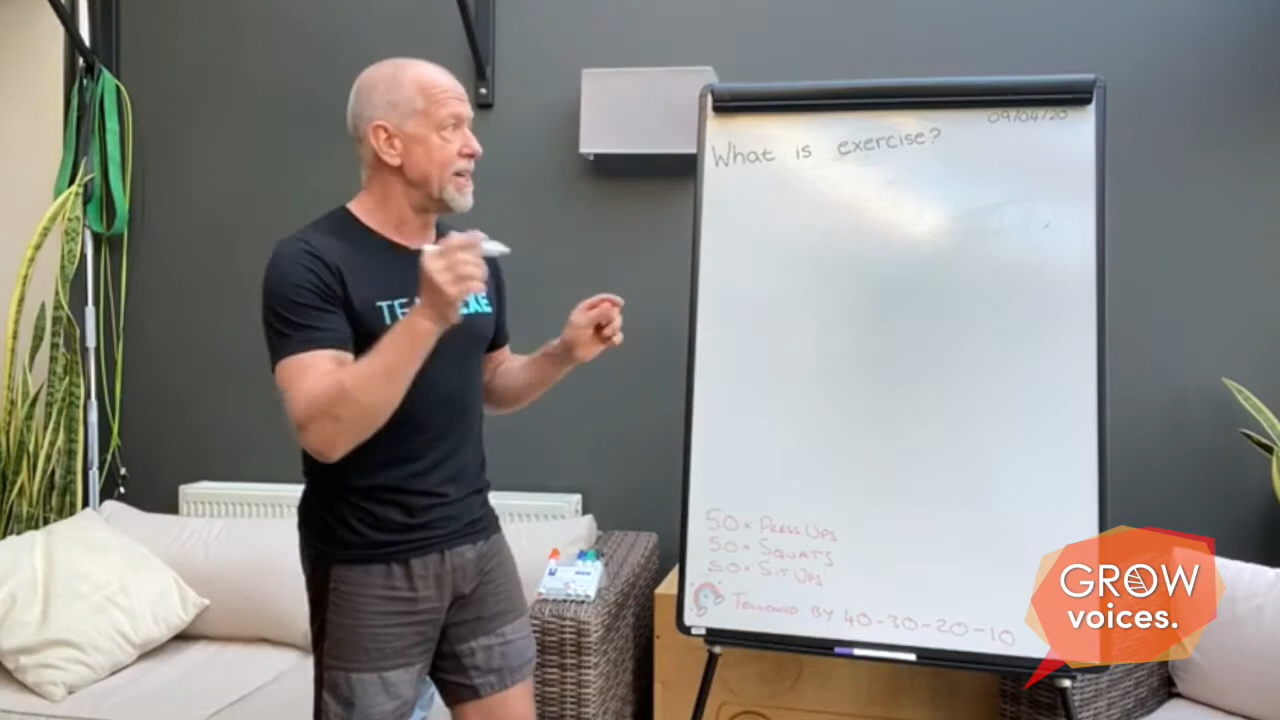 09/04/20
What is exercise?
50 x Press Ups
50 x Squats
50 x Sit Ups
Followed by 40-30-20-10
GROW
voices.